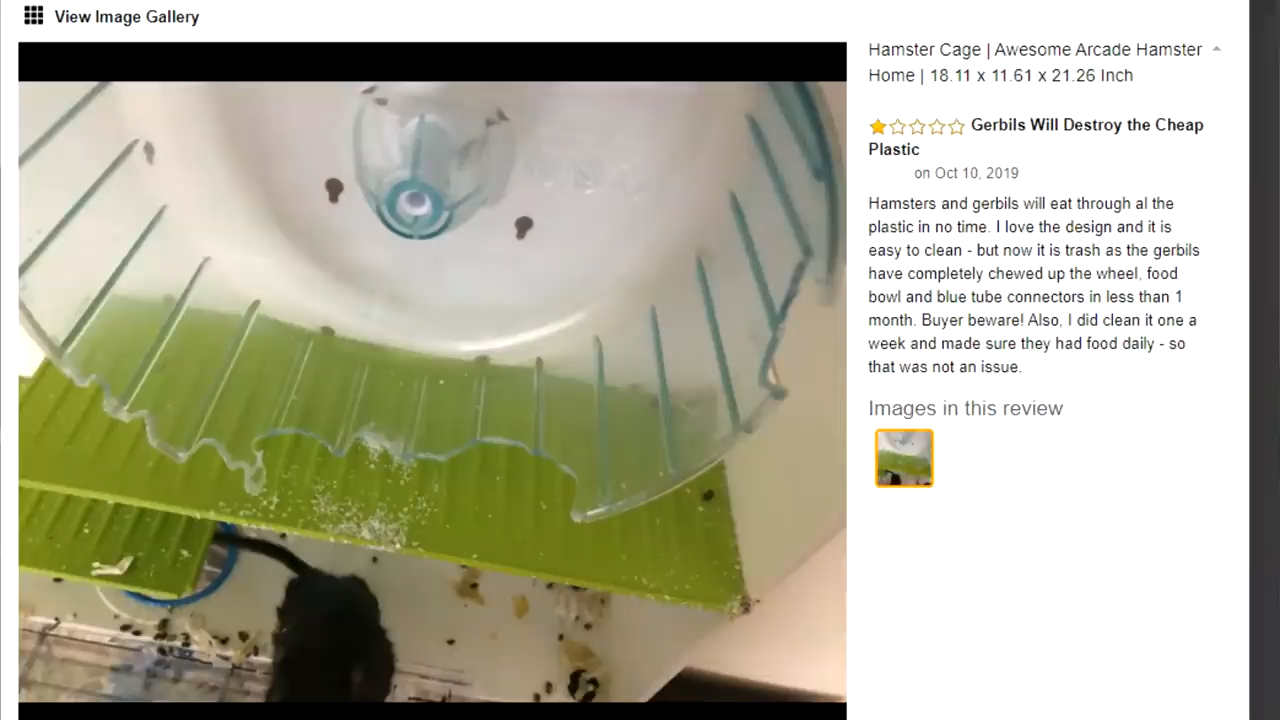 View Image Gallery
Hamster Cage | Awesome Arcade Hamster
Home | 18.11 x 11.61 x 21.26 Inch
Gerbils Will Destroy the Cheap
Plastic
on Oct 10, 2019
Hamsters and gerbils will eat through al the
plastic in no time. I love the design and it is
easy to clean - but now it is trash as the gerbils
have completely chewed up the wheel, food
bowl and blue tube connectors in less than 1
month. Buyer beware! Also, I did clean it one a
week and made sure they had food daily - so
that was not an issue.
Images in this review